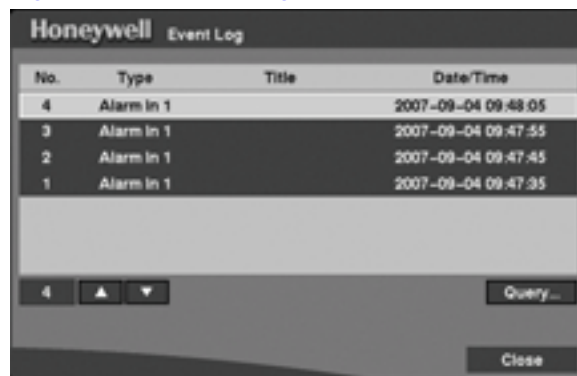 Honeywell Event Log
No. Type Title Date/Time
4 Alarm In 1 2007-09-04 09:48:05
3 Alarm In 1 2007-09-04 09:47:55
2 Alarm In 1 2007-09-04 09:47:45
1 Alarm In 1 2007-09-04 09:47:35
4 Query...
Close